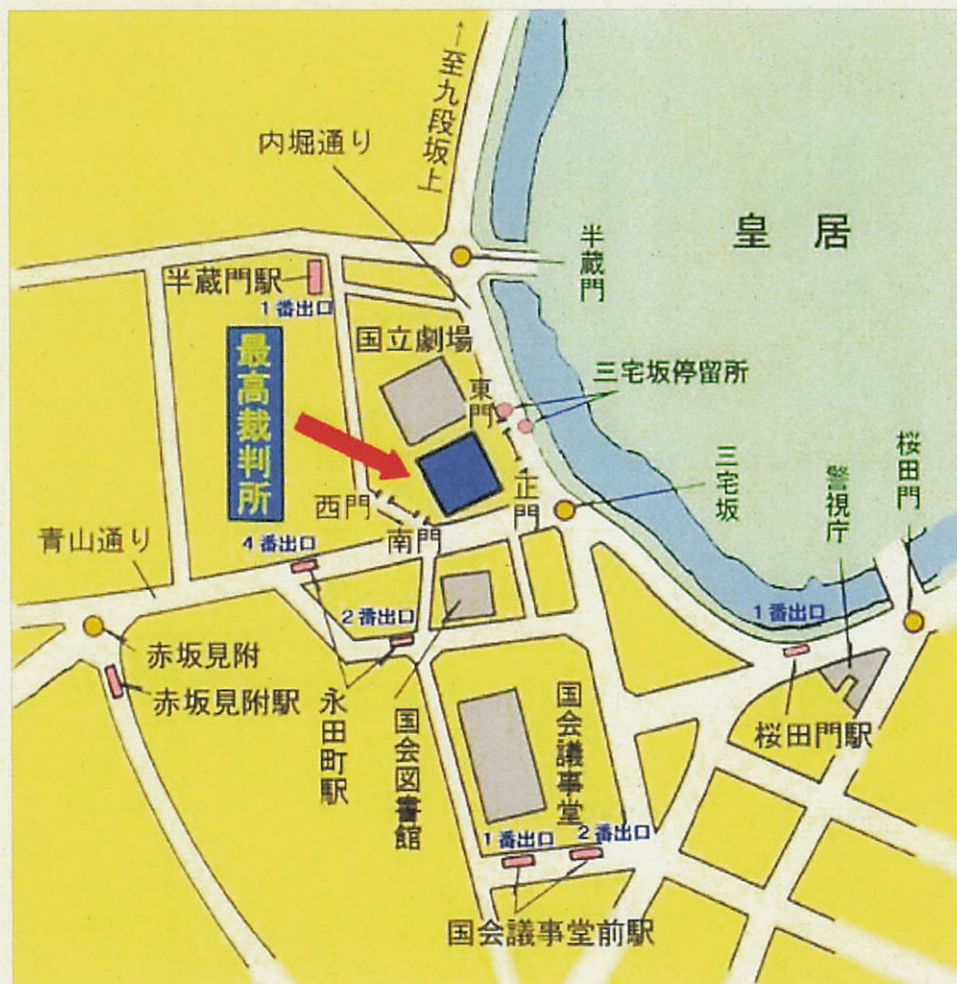 ↑至九段坂上
内堀通り
皇居
半蔵門
半蔵門駅
1番出口
国立劇場
最高裁判所
東門
三宅坂停留所
桜田門
警視庁
三宅坂
正門
西門
南門
青山通り
4番出口
2番出口
1番出口
赤坂見附
赤坂見附駅
永田町駅
国会図書館
国会議事堂
桜田門駅
1番出口
2番出口
国会議事堂前駅